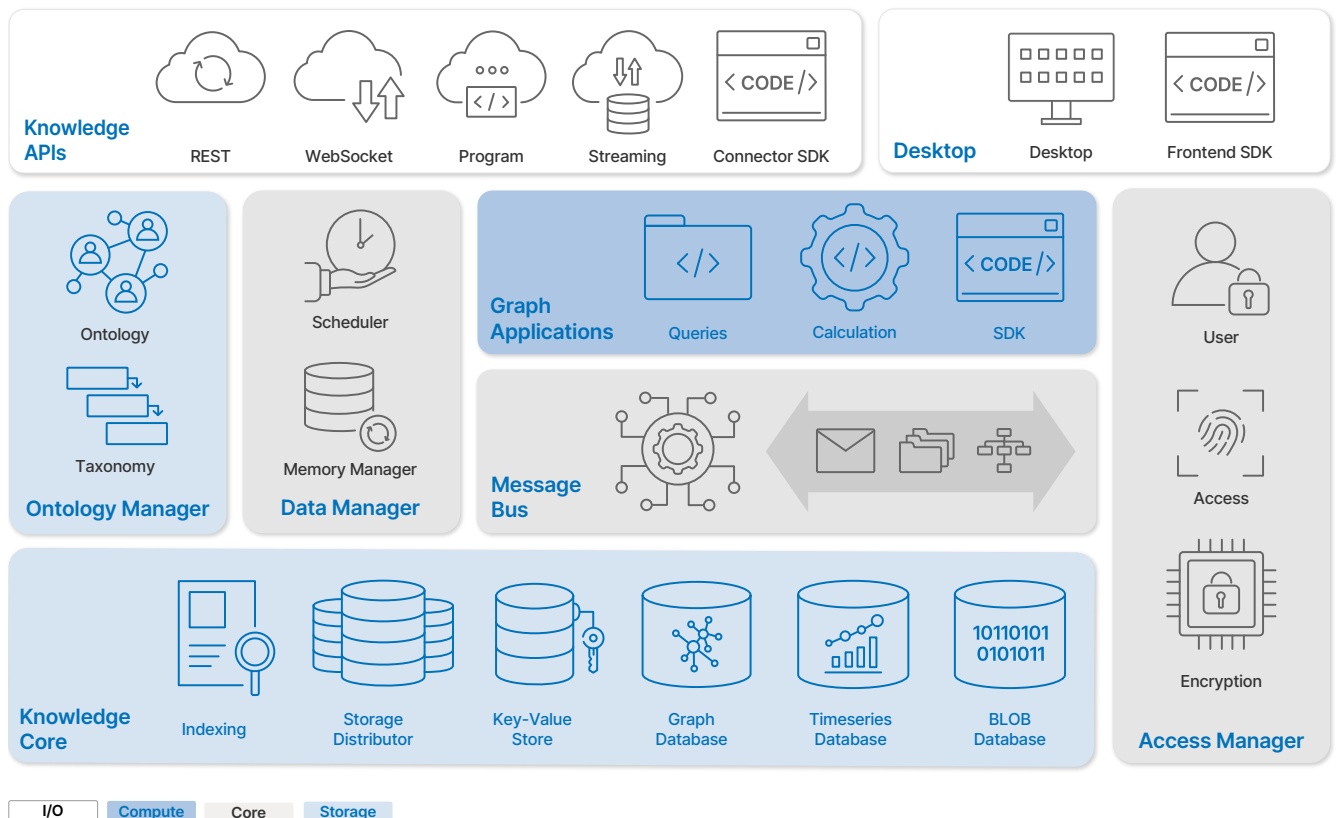 Knowledge
APIs
REST
WebSocket
</>
Program
Streaming
< CODE />
Connector SDK
Desktop
Desktop
< CODE />
Frontend SDK
Ontology
Taxonomy
Ontology Manager
Scheduler
Memory Manager
Data Manager
Graph
Applications
</>
Queries
</>
Calculation
< CODE />
SDK
Message
Bus
User
Access
Encryption
Access Manager
Knowledge
Core
Indexing
Storage
Distributor
Key-Value
Store
Graph
Database
Timeseries
Database
10110101
0101011
BLOB
Database
I/O
Compute
Core
Storage